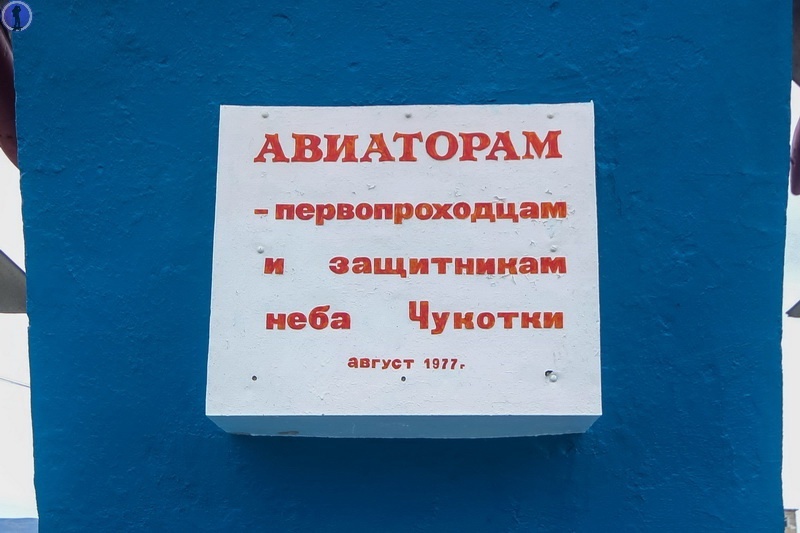 АВИАТОРАМ
- первопроходцам
и защитникам
неба Чукотки
август 1977г.